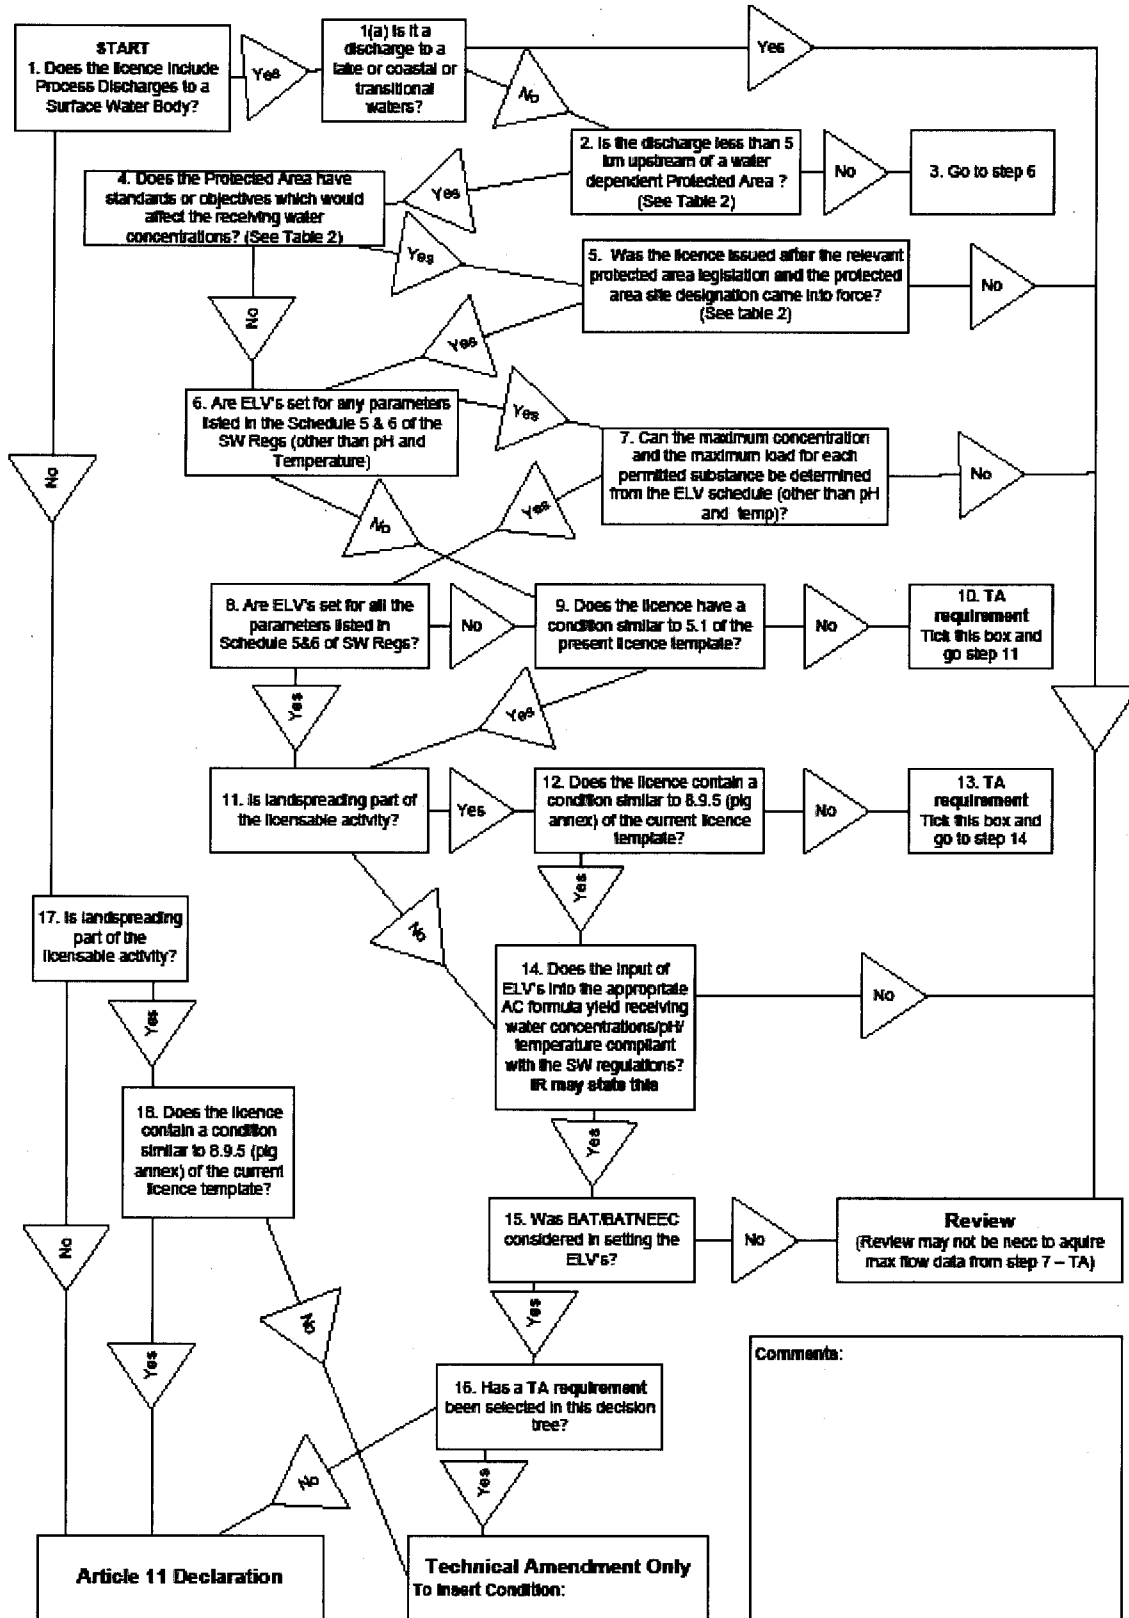 START
1. Does the licence include
Process Discharges to a
Surface Water Body?
Yes
1(a) Is it a
discharge to a
lake or coastal or
transitional
waters?
Yes
No
2. Is the discharge less than 5
km upstream of a water
dependent Protected Area ?
(See Table 2)
No
3. Go to step 6
Yes
4. Does the Protected Area have
standards or objectives which would
affect the receiving water
concentrations? (See Table 2)
Yes
5. Was the licence issued after the relevant
protected area legislation and the protected
area site designation came into force?
(See table 2)
No
No
Yes
6. Are ELV's set for any parameters
listed in the Schedule 5 & 6 of the
SW Regs (other than pH and
Temperature)
Yes
7. Can the maximum concentration
and the maximum load for each
permitted substance be determined
from the ELV schedule (other than pH
and temp)?
No
No
No
Yes
8. Are ELV's set for all the
parameters listed in
Schedule 5&6 of SW Regs?
No
9. Does the licence have a
condition similar to 5.1 of the
present licence template?
No
10. TA
requirement
Tick this box and
go step 11
Yes
Yes
11. Is landspreading part of
the licensable activity?
Yes
12. Does the licence contain a
condition similar to 8.9.5 (pig
annex) of the current licence
template?
No
13. TA
requirement
Tick this box and
go to step 14
Yes
No
17. Is landspreading
part of the
licensable activity?
14. Does the input of
ELV's into the appropriate
AC formula yield receiving
water concentrations/pH/
temperature compliant
with the SW regulations?
IR may state this
No
Yes
18. Does the licence
contain a condition
similar to 8.9.5 (pig
annex) of the current
licence template?
Yes
15. Was BAT/BATNEEC
considered in setting the
ELV's?
No
Review
(Review may not be necc to aquire
max flow data from step 7 – TA)
No
No
Yes
Yes
16. Has a TA requirement
been selected in this decision
tree?
Comments:
No
Yes
Article 11 Declaration
Technical Amendment Only
To Insert Condition: